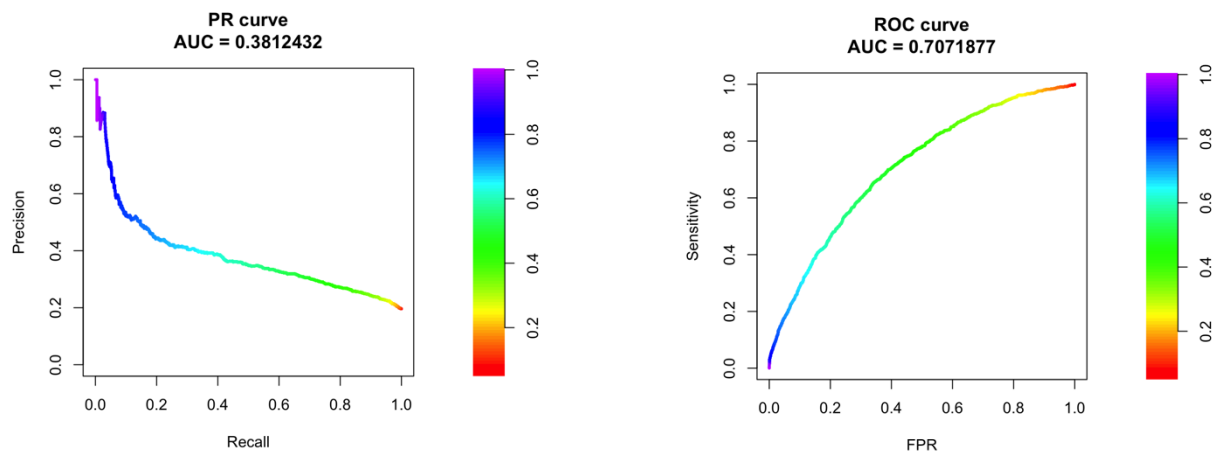 PR curve
AUC = 0.3812432
Precision
0.0 0.2 0.4 0.6 0.8 1.0
0.0 0.2 0.4 0.6 0.8 1.0
Recall
0.2 0.4 0.6 0.8 1.0
ROC curve
AUC = 0.7071877
Sensitivity
0.0 0.2 0.4 0.6 0.8 1.0
0.0 0.2 0.4 0.6 0.8 1.0
FPR
0.2 0.4 0.6 0.8 1.0